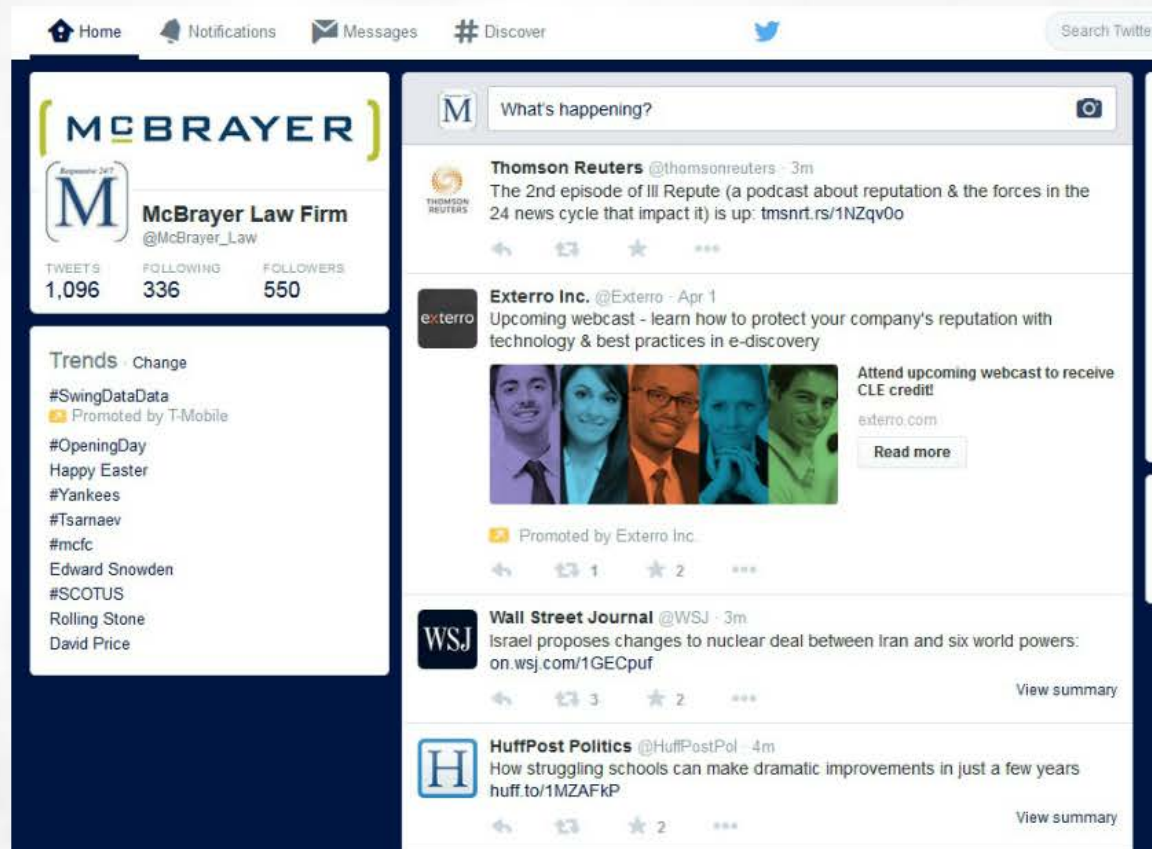 Home Notifications Messages Discover Search Twitte
McBRAYER
Responsive 24/7
M
McBrayer Law Firm
@McBrayer_Law
TWEETS FOLLOWING FOLLOWERS
1,096 336 550
Trends · Change
#SwingDataData
Promoted by T-Mobile
#OpeningDay
Happy Easter
#Yankees
#Tsarnaev
#mcfc
Edward Snowden
#SCOTUS
Rolling Stone
David Price
M
What's happening?
THOMSON
REUTERS
Thomson Reuters @thomsonreuters · 3m
The 2nd episode of Ill Repute (a podcast about reputation & the forces in the
24 news cycle that impact it) is up: tmsnrt.rs/1NZqv0o
exterro
Exterro Inc. @Exterro · Apr 1
Upcoming webcast - learn how to protect your company's reputation with
technology & best practices in e-discovery
Attend upcoming webcast to receive
CLE credit!
exterro.com
Read more
Promoted by Exterro Inc.
1 2
WSJ
Wall Street Journal @WSJ · 3m
Israel proposes changes to nuclear deal between Iran and six world powers:
on.wsj.com/1GECpuf
3 2
View summary
H
HuffPost Politics @HuffPostPol · 4m
How struggling schools can make dramatic improvements in just a few years
huff.to/1MZAFkP
2
View summary